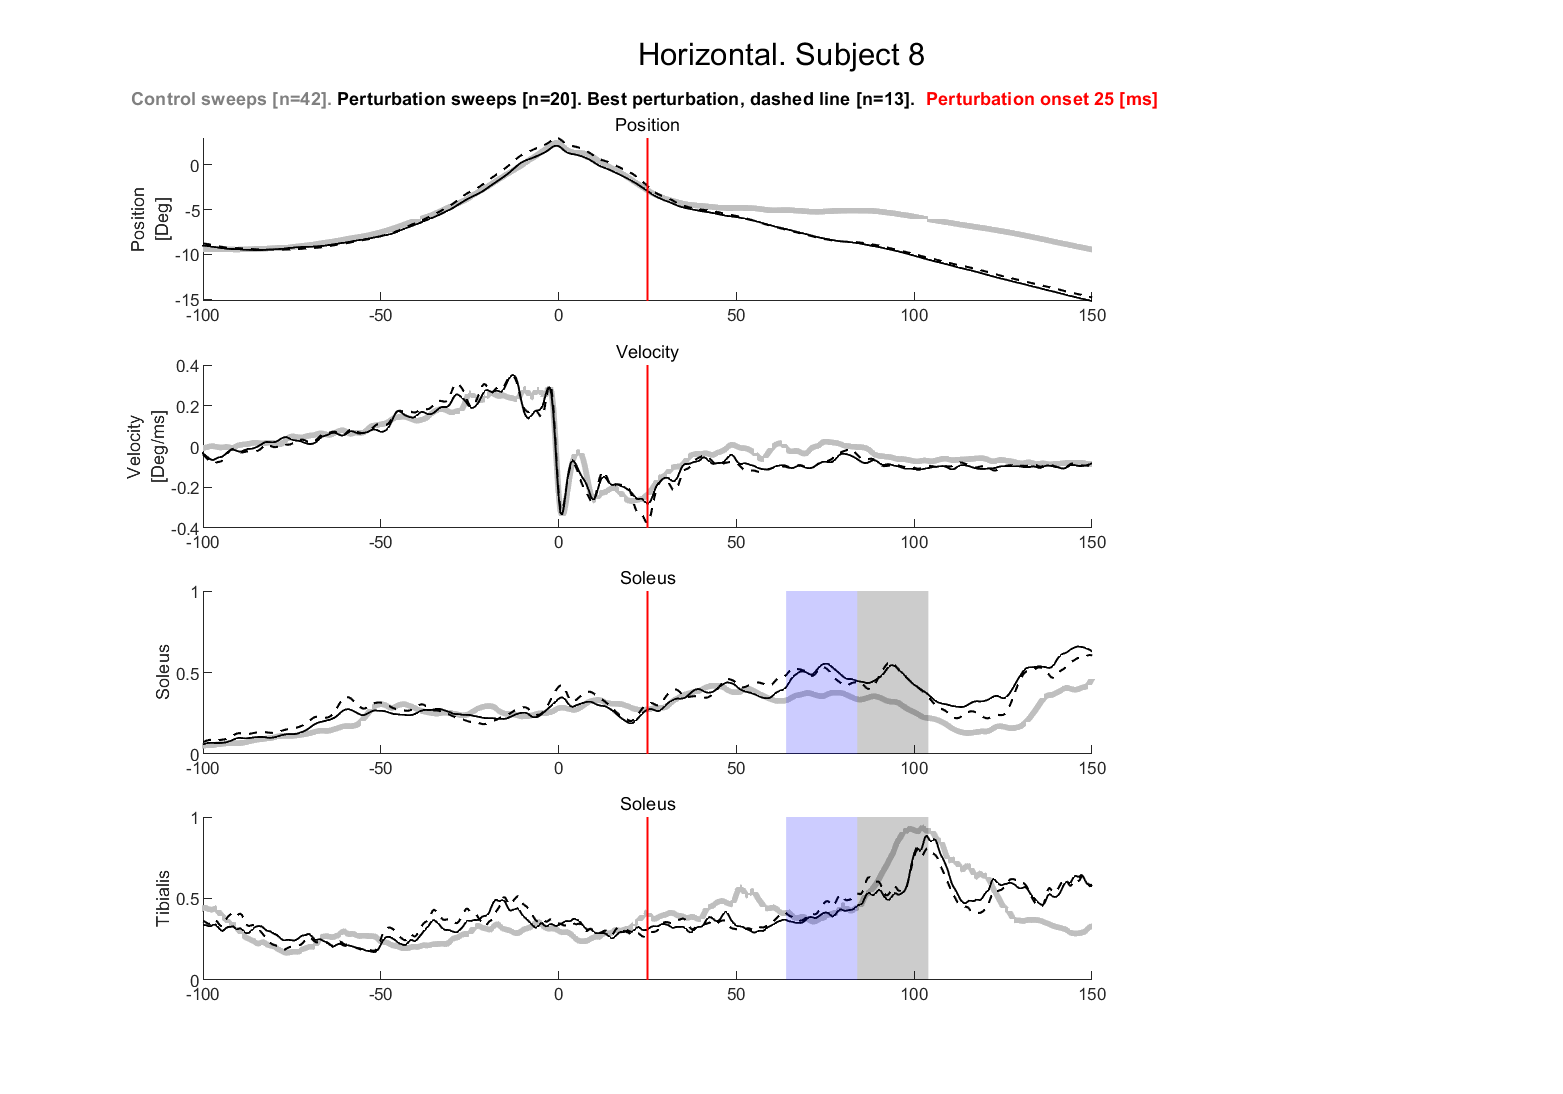 Horizontal. Subject 8
Control sweeps [n=42]. Perturbation sweeps [n=20]. Best perturbation, dashed line [n=13]. Perturbation onset 25 [ms]
Position
Position
[Deg]
0
-5
-10
-15
-100 -50 0 50 100 150
Velocity
Velocity
[Deg/ms]
0.4
0.2
0
-0.2
-0.4
-100 -50 0 50 100 150
Soleus
Soleus
1
0.5
0
-100 -50 0 50 100 150
Soleus
Tibialis
1
0.5
0
-100 -50 0 50 100 150